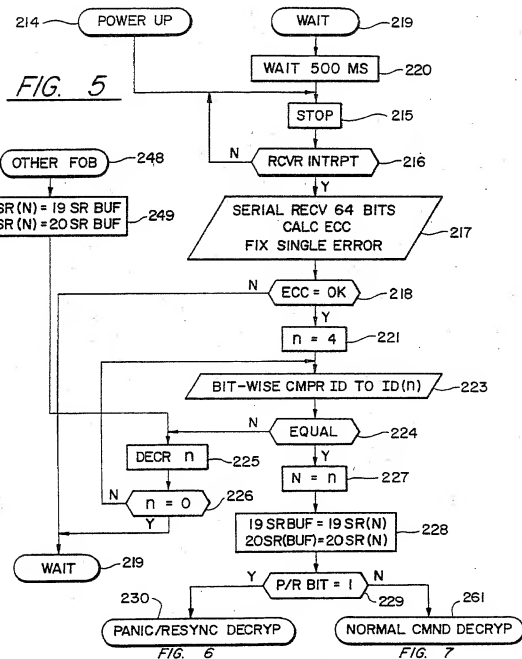 214
POWER UP
WAIT
219
WAIT 500 MS
220
FIG. 5
STOP
215
OTHER FOB
248
N
RCVR INTRPT
216
Y
SR(N) = 19 SR BUF
SR(N) = 20 SR BUF
249
SERIAL RECV 64 BITS
CALC ECC
FIX SINGLE ERROR
217
N
ECC = OK
218
Y
n = 4
221
BIT-WISE CMPR ID TO ID(n)
223
N
EQUAL
224
DECR n
225
Y
N = n
227
N
n = 0
226
Y
19 SRBUF = 19 SR(N)
20SR(BUF) = 20 SR(N)
228
WAIT
219
Y
P/R BIT = 1
N
229
230
261
PANIC/RESYNC DECRYP
NORMAL CMND DECRYP
FIG. 6
FIG. 7